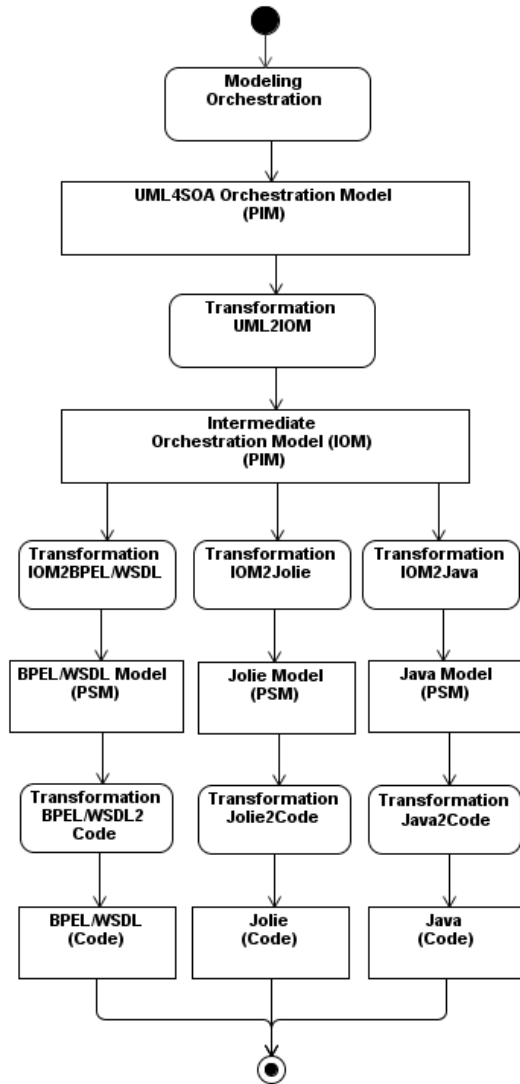 Modeling
Orchestration
UML4SOA Orchestration Model
(PIM)
Transformation
UML2IOM
Intermediate
Orchestration Model (IOM)
(PIM)
Transformation
IOM2BPEL/WSDL
Transformation
IOM2Jolie
Transformation
IOM2Java
BPEL/WSDL Model
(PSM)
Jolie Model
(PSM)
Java Model
(PSM)
Transformation
BPEL/WSDL2
Code
Transformation
Jolie2Code
Transformation
Java2Code
BPEL/WSDL
(Code)
Jolie
(Code)
Java
(Code)